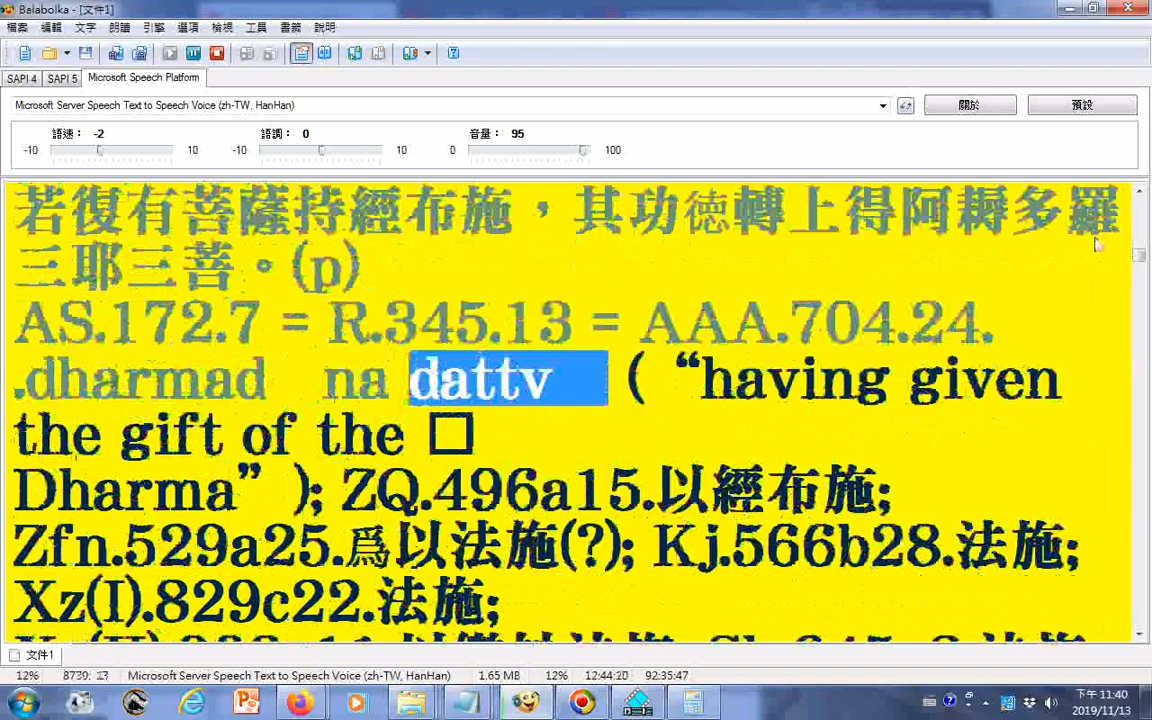 Balabolka - [文件1]
檔案 編輯 文字 朗讀 引擎 選項 檢視 工具 書籤 說明
SAPI 4 SAPI 5 Microsoft Speech Platform
Microsoft Server Speech Text to Speech Voice (zh-TW, HanHan)
關於 預設
語速： -2 語調： 0 音量： 95
-10 10 -10 10 0 100
若復有菩薩持經布施，其功徳轉上得阿耨多羅
三耶三菩。(p)
AS.172.7 = R.345.13 = AAA.704.24.
.dharmad na dattv (“having given
the gift of the □
Dharma” ); ZQ.496a15.以經布施;
Zfn.529a25.爲以法施(?); Kj.566b28.法施;
Xz(I).829c22.法施;
文件1
12% Microsoft Server Speech Text to Speech Voice (zh-TW, HanHan) 1.65 MB 12% 12:44:20 92:35:47
下午 11:40
2019/11/13